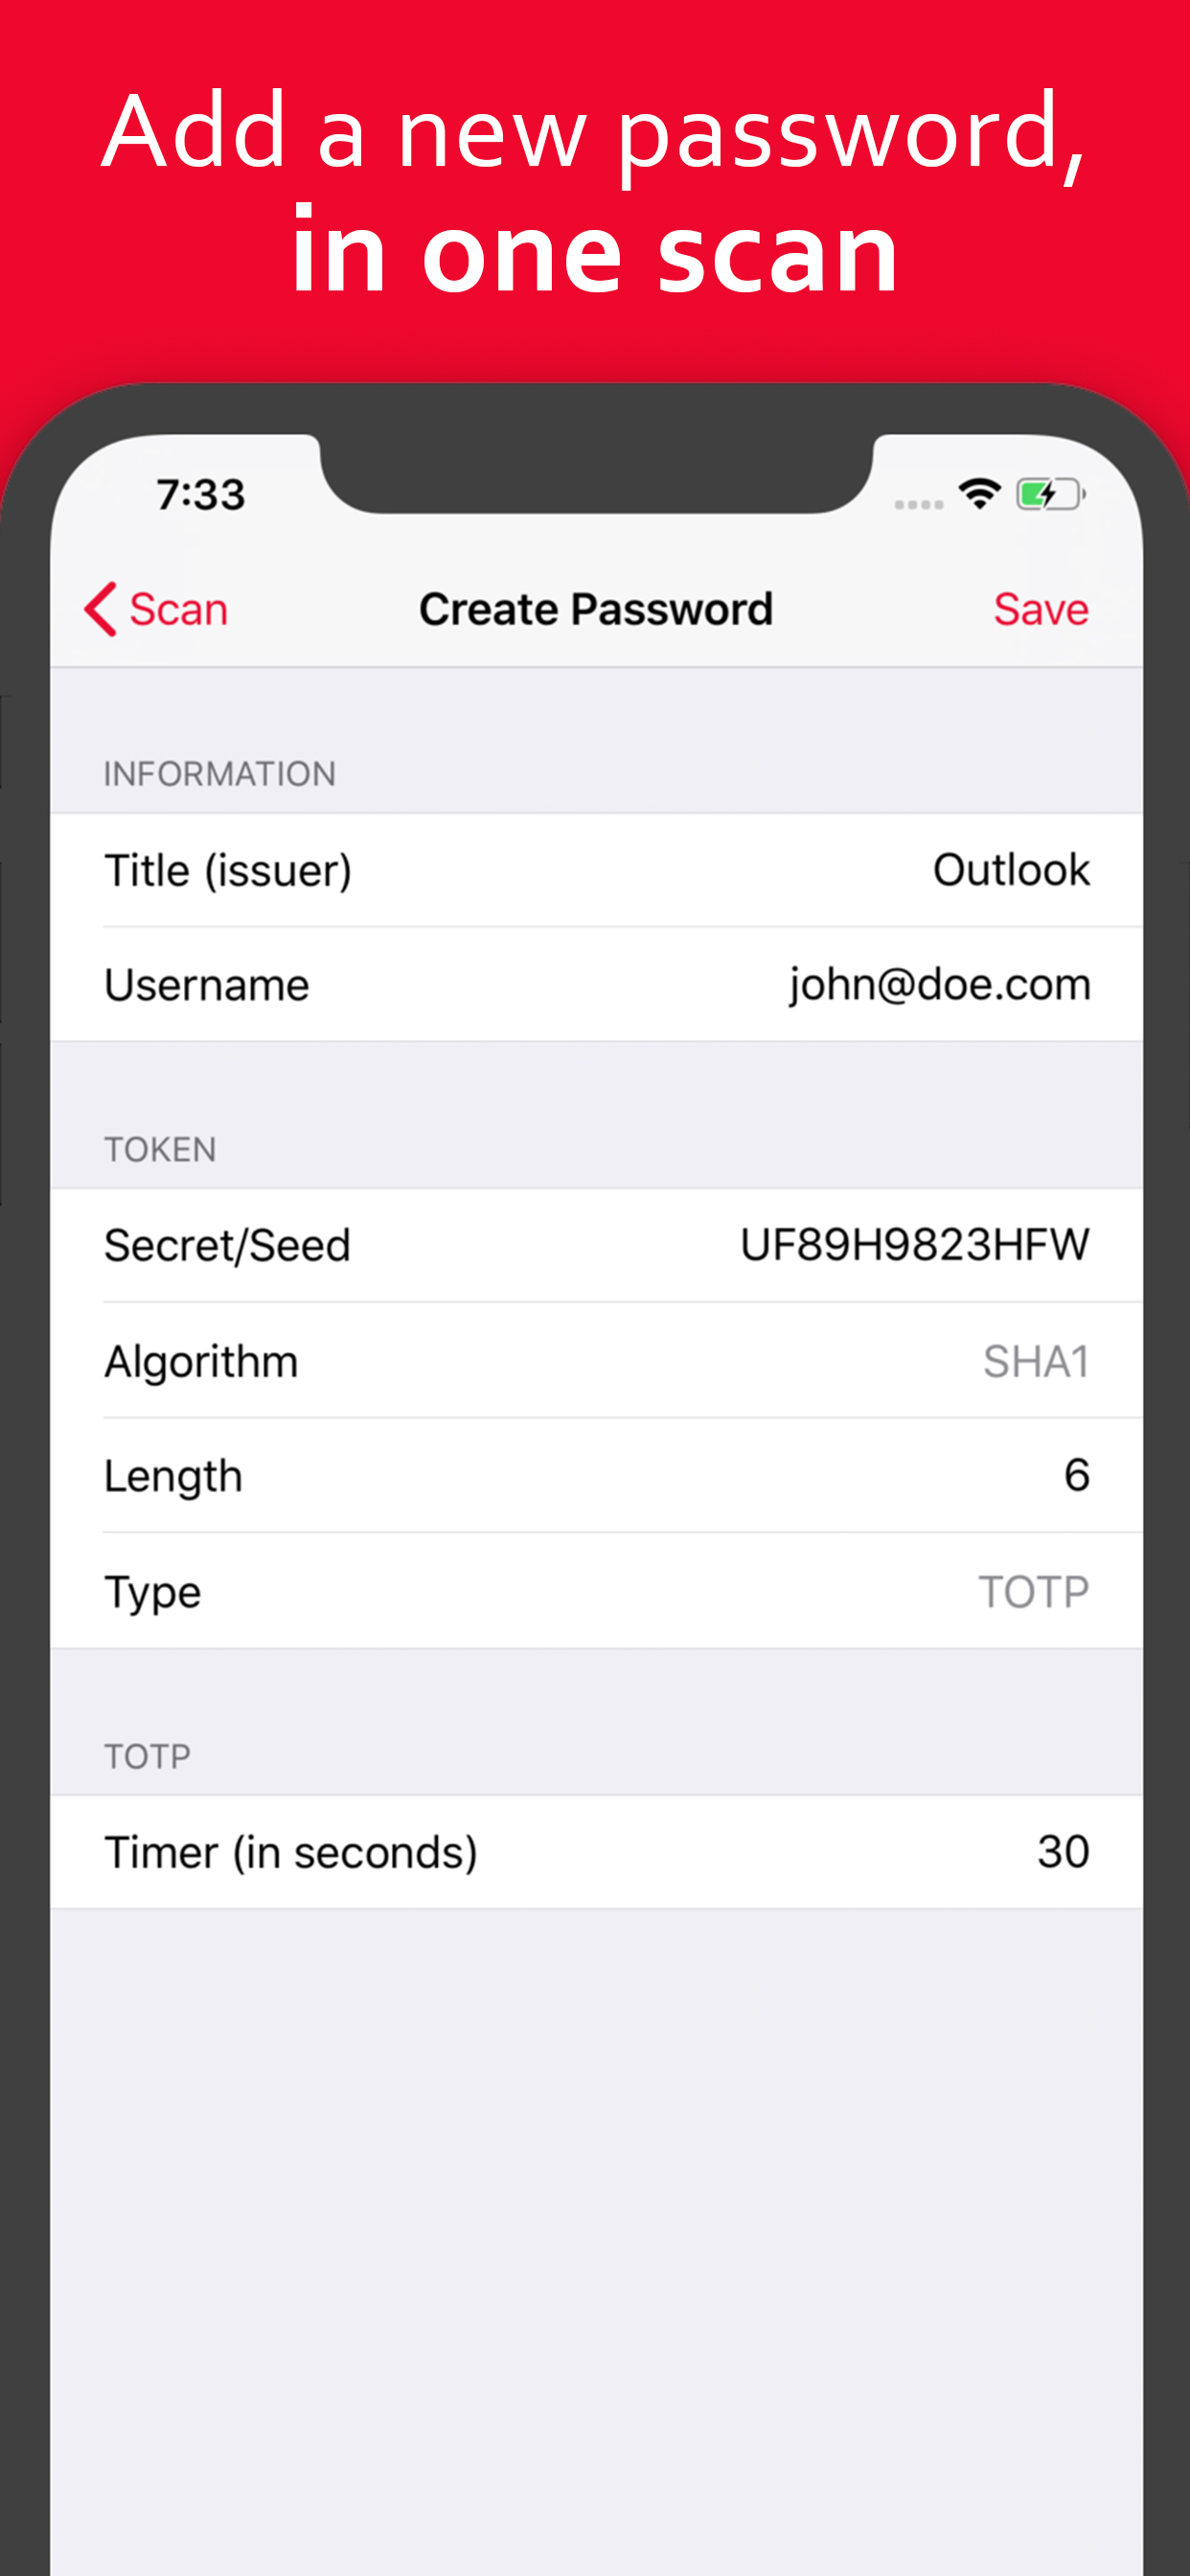 Add a new password,
in one scan
7:33
Scan
Create Password
Save
INFORMATION
Title (issuer) Outlook
Username john@doe.com
TOKEN
Secret/Seed UF89H9823HFW
Algorithm SHA1
Length 6
Type TOTP
TOTP
Timer (in seconds) 30